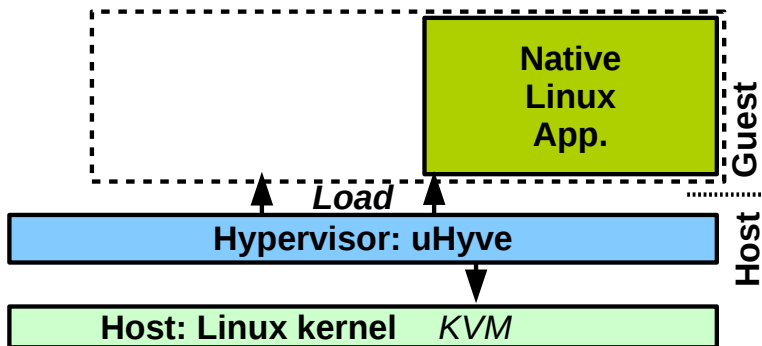 Native
Linux
App.
Guest
Load
Hypervisor: uHyve
Host
Host: Linux kernel KVM